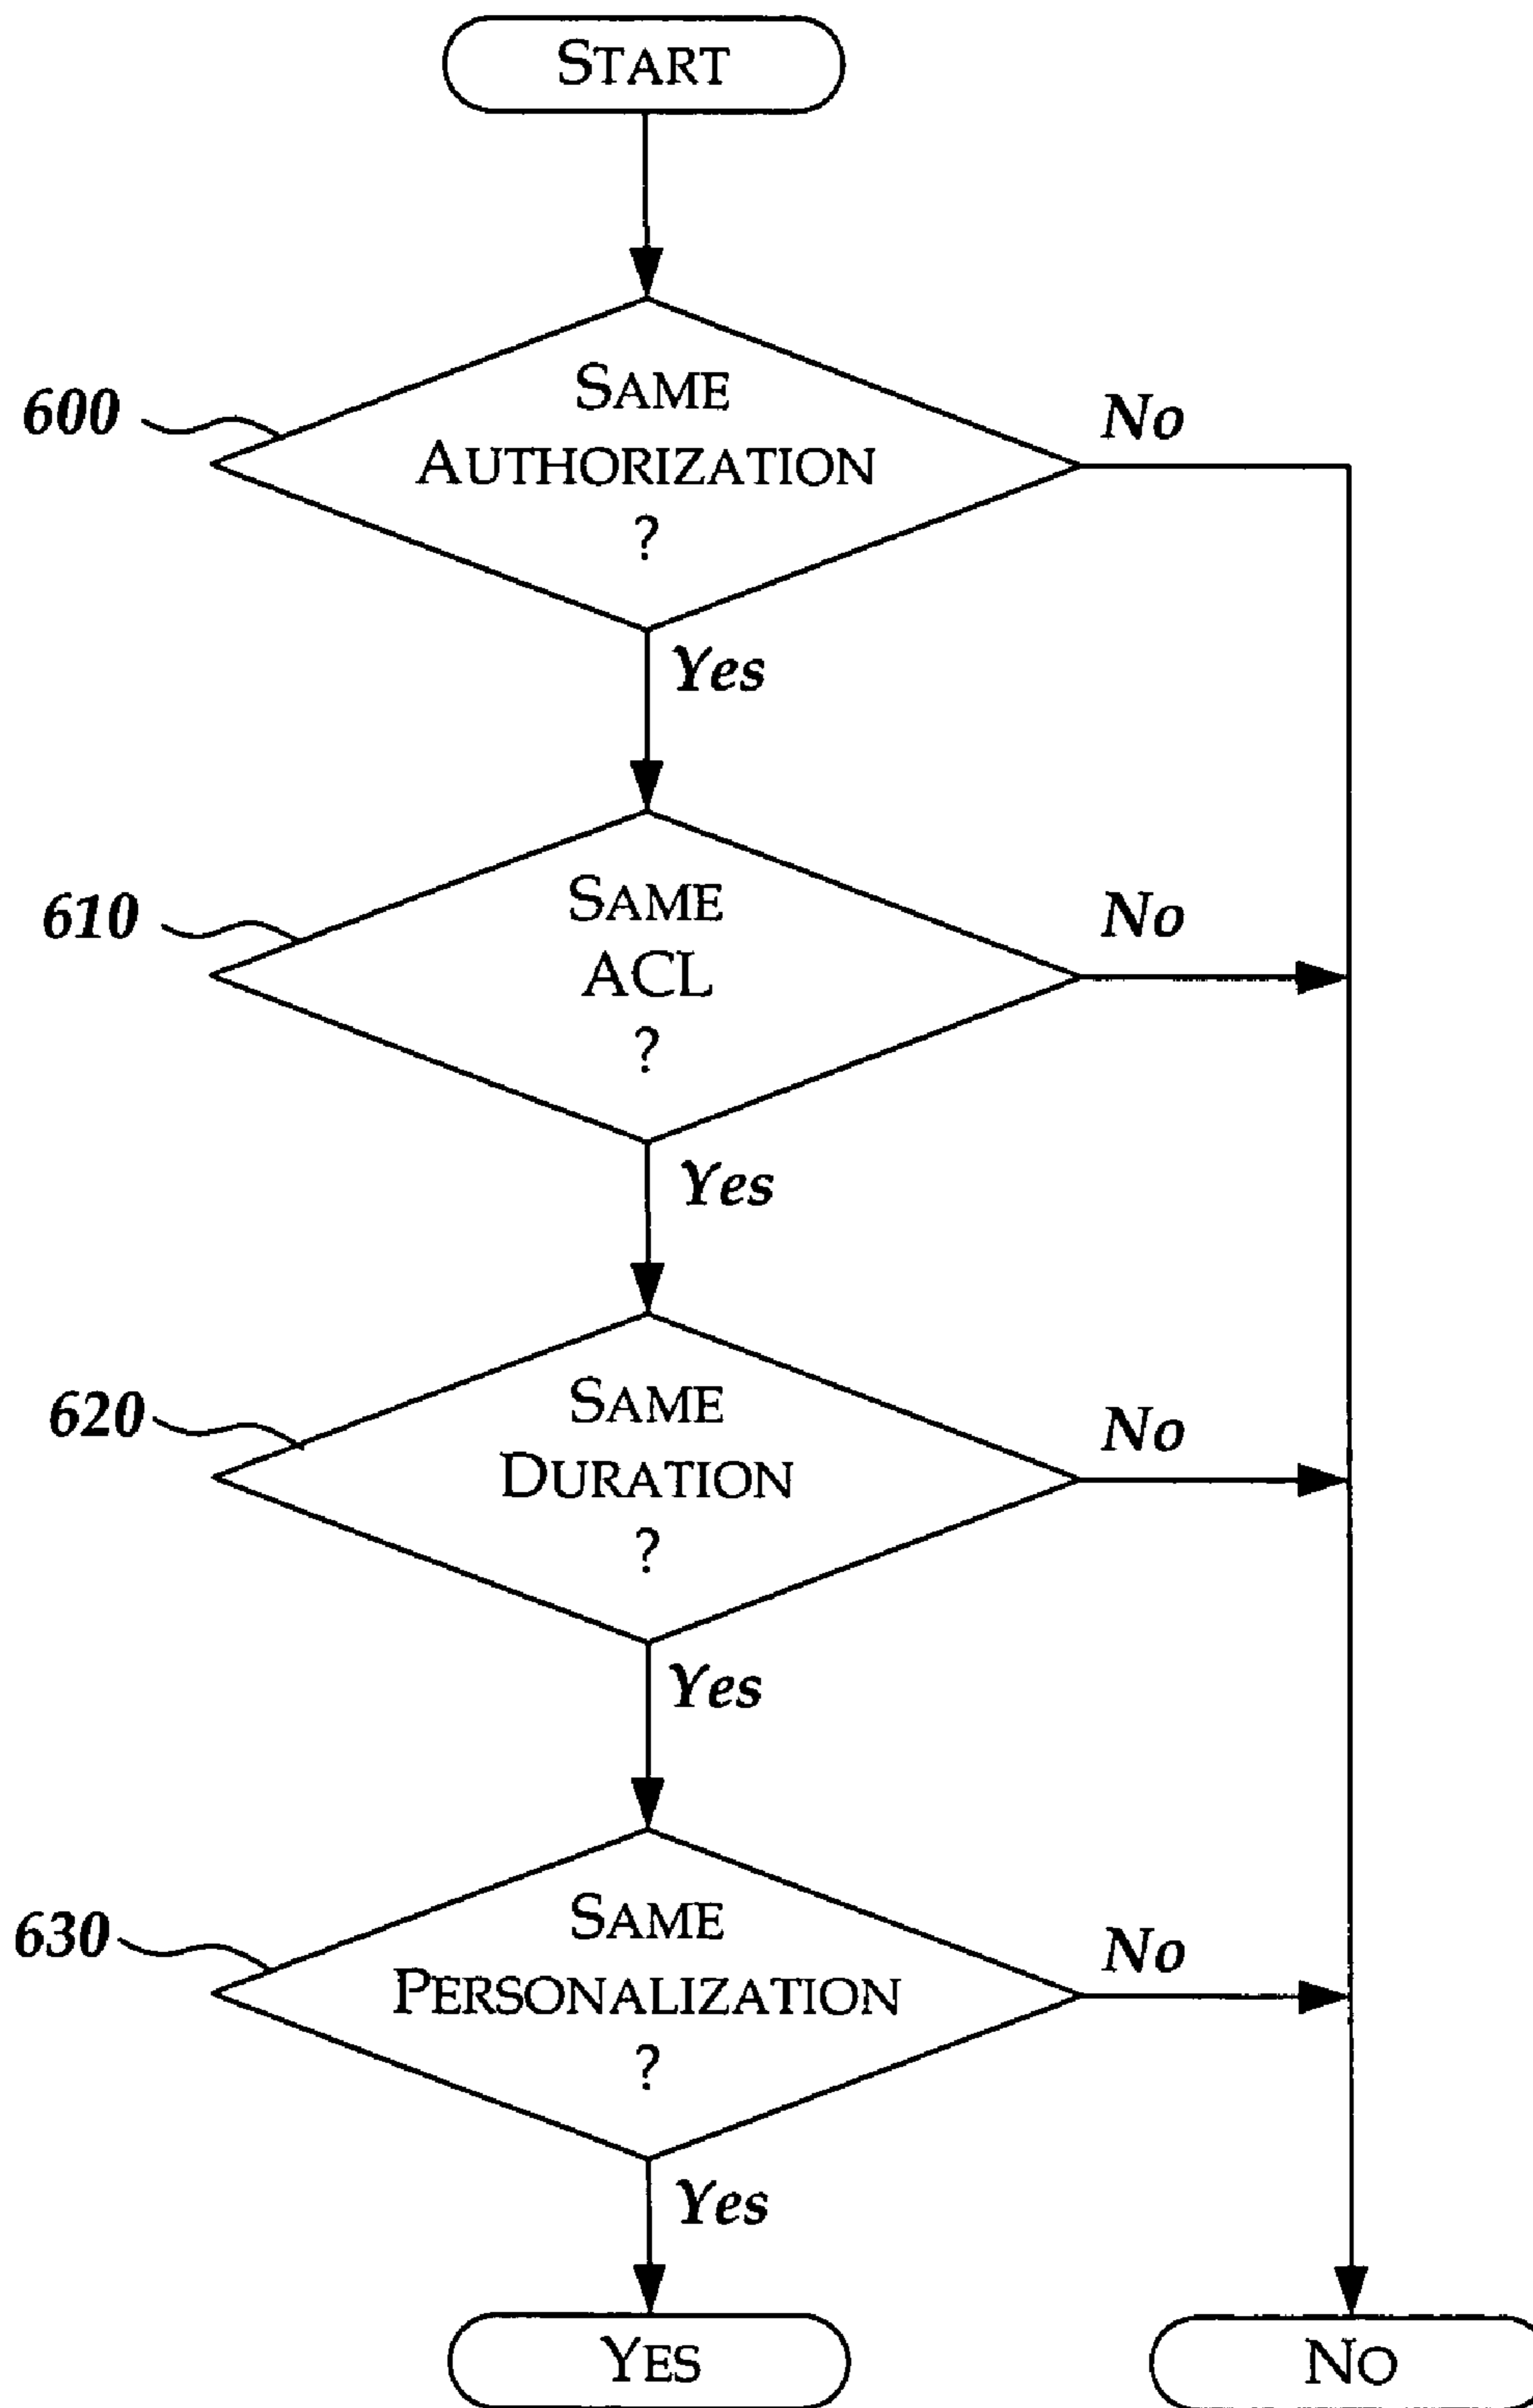 START
SAME
AUTHORIZATION
?
600
No
Yes
SAME
ACL
?
610
No
Yes
SAME
DURATION
?
620
No
Yes
SAME
PERSONALIZATION
?
630
No
Yes
YES
NO